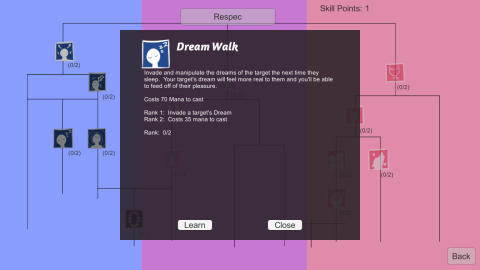 Respec
Skill Points: 1
Dream Walk
Invade and manipulate the dreams of the target the next time they
sleep. Your target's dream will feel more real to them and you'll be able
to feed off of their pleasure.
Costs 70 Mana to cast
Rank 1: Invade a target's Dream
Rank 2: Costs 35 mana to cast
Rank: 0/2
Learn
Close
(0/2)
(0/2)
(0/2)
(0/2)
(0/2)
(0/2)
Back